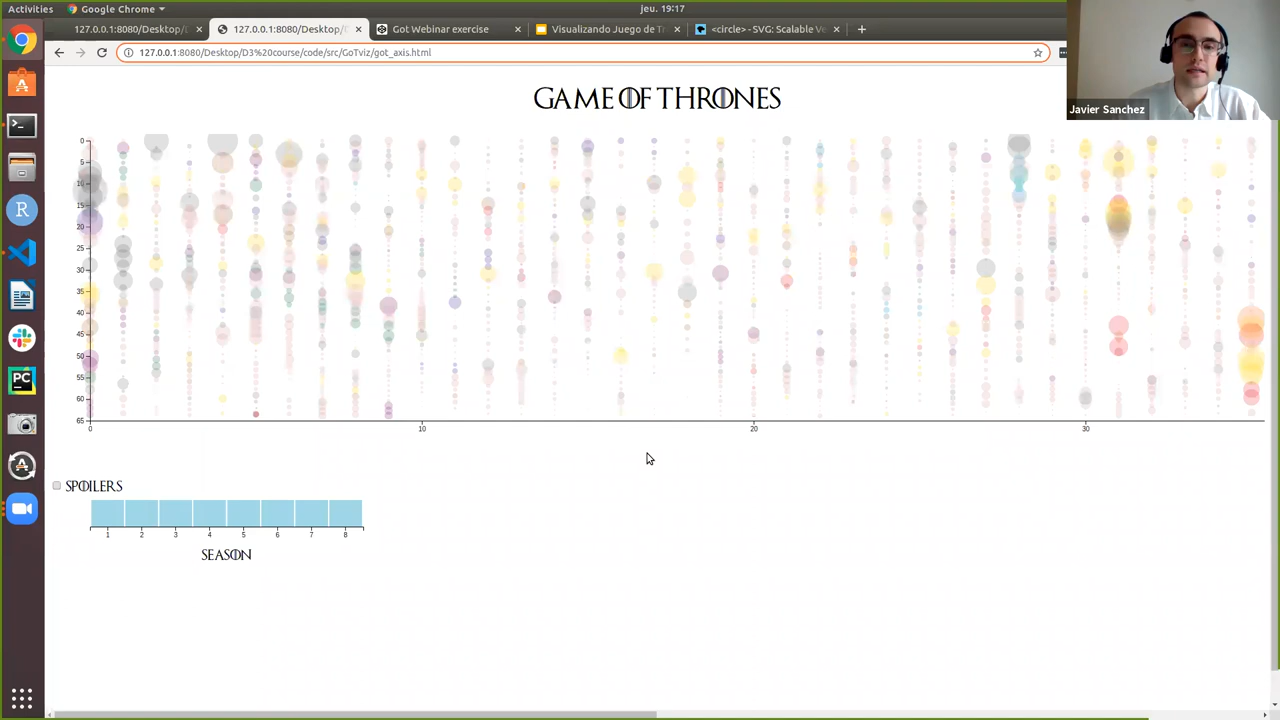 Activities
Google Chrome
jeu. 19:17
127.0.0.1:8080/Desktop/D
127.0.0.1:8080/Desktop/
Got Webinar exercise
Visualizando Juego de Tr
<circle> - SVG: Scalable Ve
127.0.0.1:8080/Desktop/D3%20course/code/src/GoTviz/got_axis.html
GAME OF THRONES
Javier Sanchez
0
5
10
15
20
25
30
35
40
45
50
55
60
65
0 10 20 30
SPOILERS
1 2 3 4 5 6 7 8
SEASON
R
PC